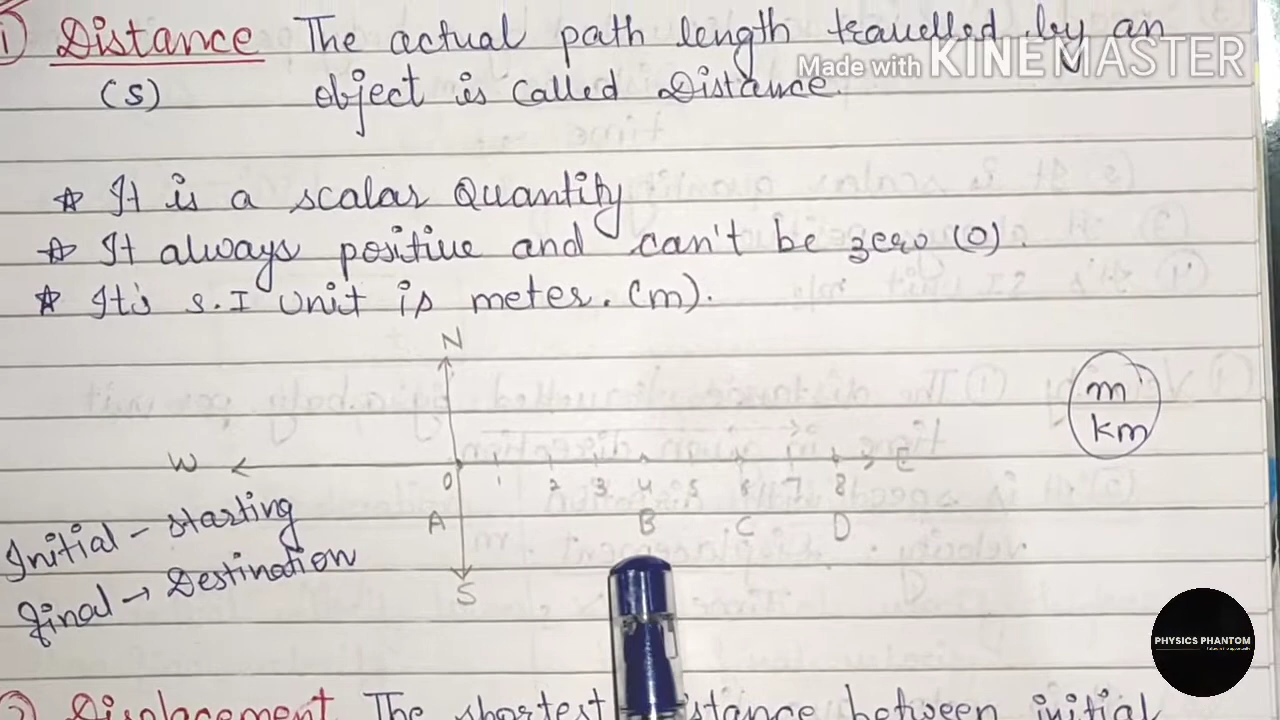 ① Distance The actual path length travelled by an
Made with KINEMASTER
(s) object is called Distance.
☆ It is a scalar Quantity
☆ It always positive and can't be zero (0).
☆ It's S.I Unit is meter. (m).
N
m
km
W E
0 1 2 3 4 5 6 7 8
A B C D
Initial - starting
final → Destination
S
PHYSICS PHANTOM
② Displacement The shortest distance between initial